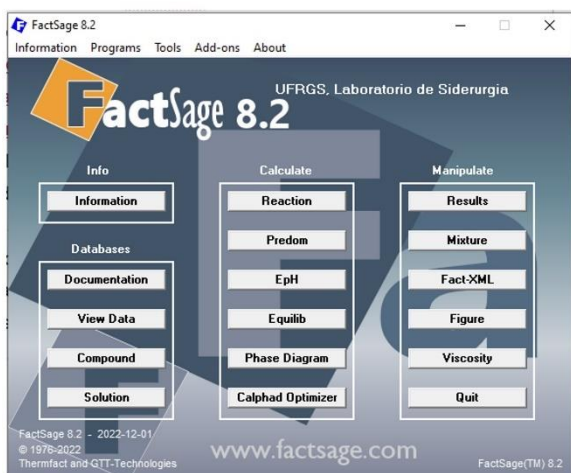 FactSage 8.2
Information Programs Tools Add-ons About
FactSage 8.2
UFRGS, Laboratorio de Siderurgia
Info
Information
Databases
Documentation
View Data
Compound
Solution
Calculate
Reaction
Predom
EpH
Equilib
Phase Diagram
Calphad Optimizer
Manipulate
Results
Mixture
Fact-XML
Figure
Viscosity
Quit
FactSage 8.2 - 2022-12-01
© 1976-2022
Thermfact and GTT-Technologies
www.factsage.com
FactSage(TM) 8.2